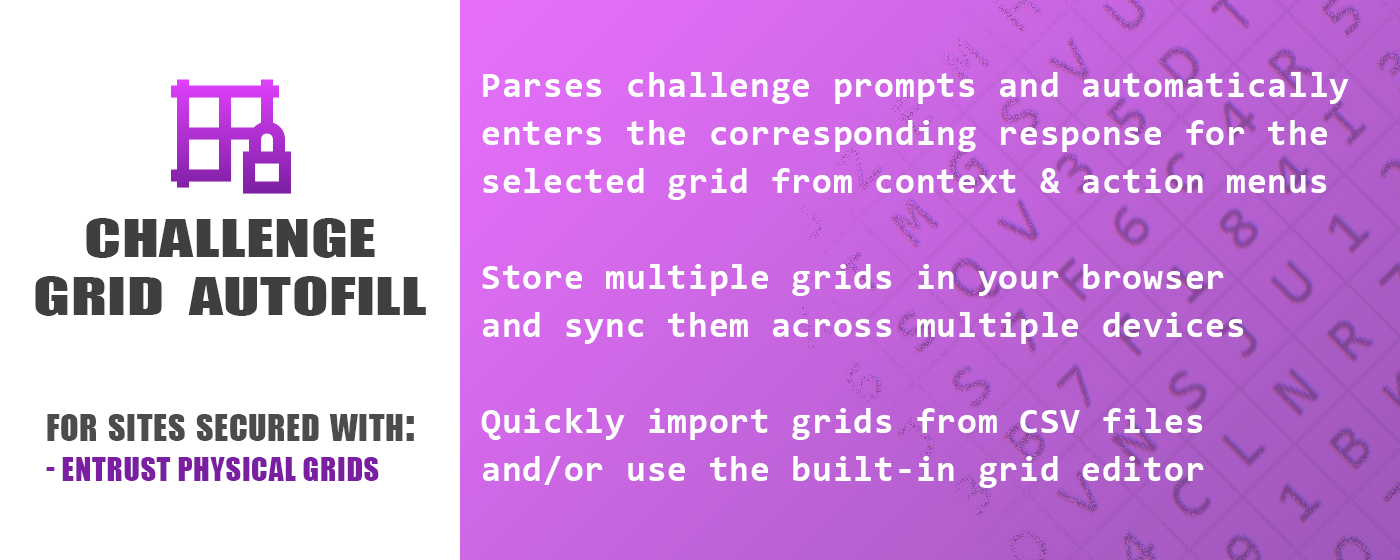 CHALLENGE
GRID AUTOFILL
FOR SITES SECURED WITH:
- ENTRUST PHYSICAL GRIDS
Parses challenge prompts and automatically
enters the corresponding response for the
selected grid from context & action menus
Store multiple grids in your browser
and sync them across multiple devices
Quickly import grids from CSV files
and/or use the built-in grid editor